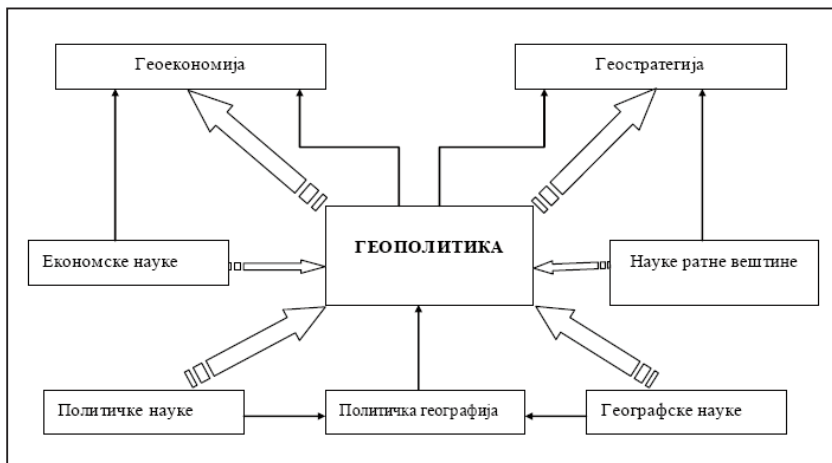 Геоекономија
Геостратегија
ГЕОПОЛИТИКА
Економске науке
Науке ратне вештине
Политичке науке
Политичка географија
Географске науке